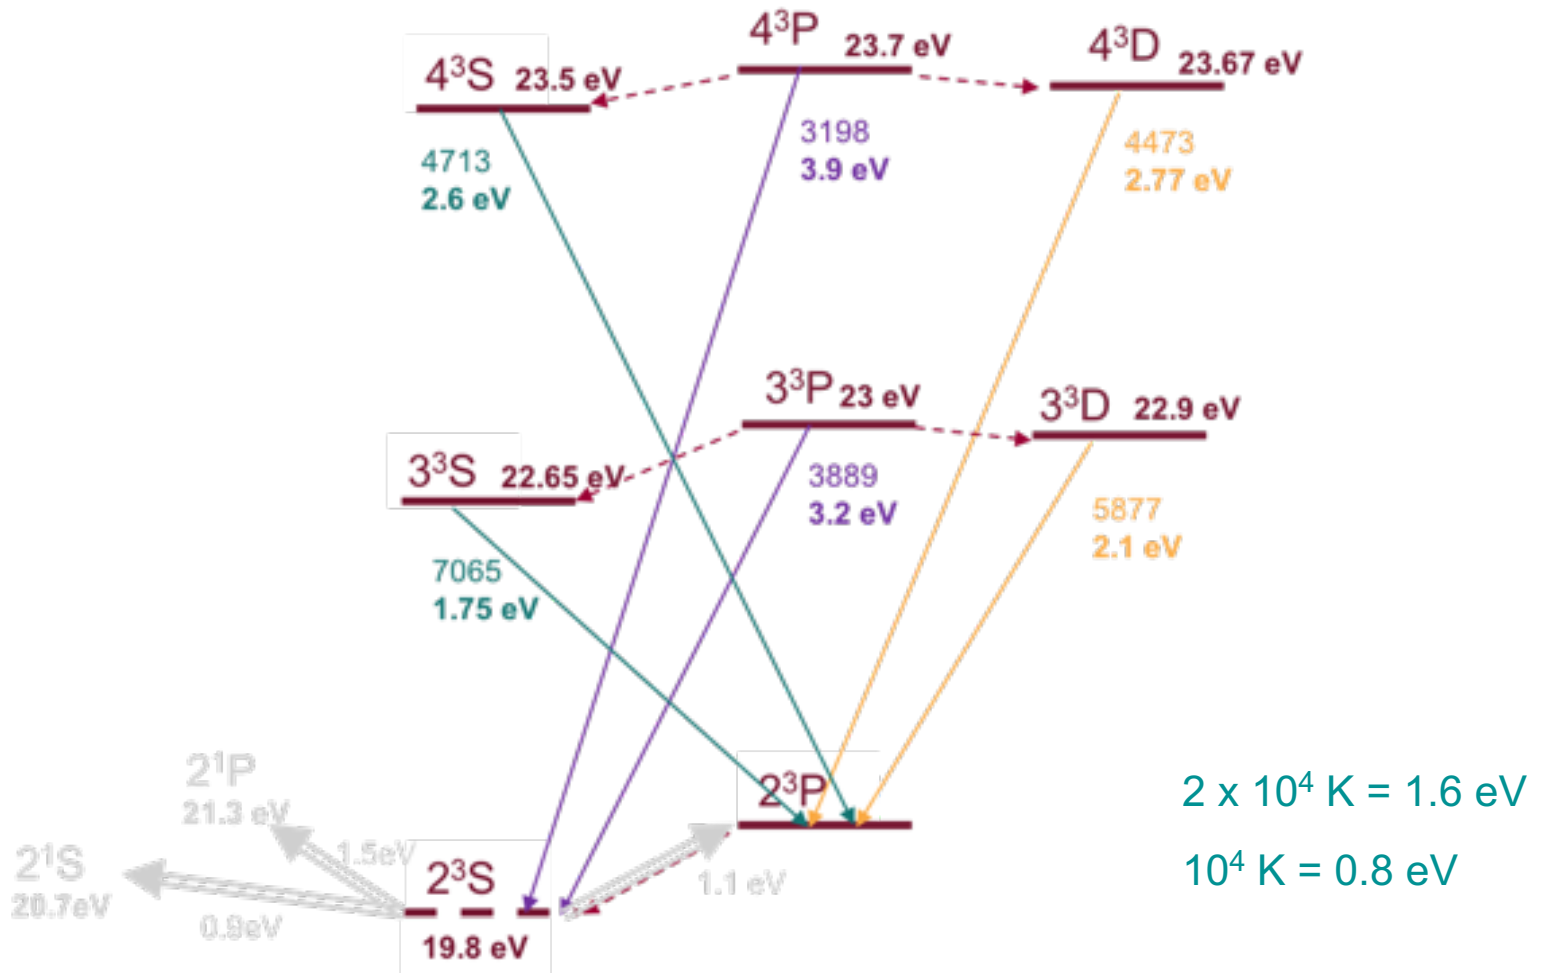 4³S 23.5 eV
4³P 23.7 eV
4³D 23.67 eV
4713
2.6 eV
3198
3.9 eV
4473
2.77 eV
3³S 22.65 eV
3³P 23 eV
3³D 22.9 eV
7065
1.75 eV
3889
3.2 eV
5877
2.1 eV
2¹P
21.3 eV
2¹S
20.7eV
1.5eV
0.9eV
2³S
19.8 eV
2³P
1.1 eV
2 x 10⁴ K = 1.6 eV
10⁴ K = 0.8 eV